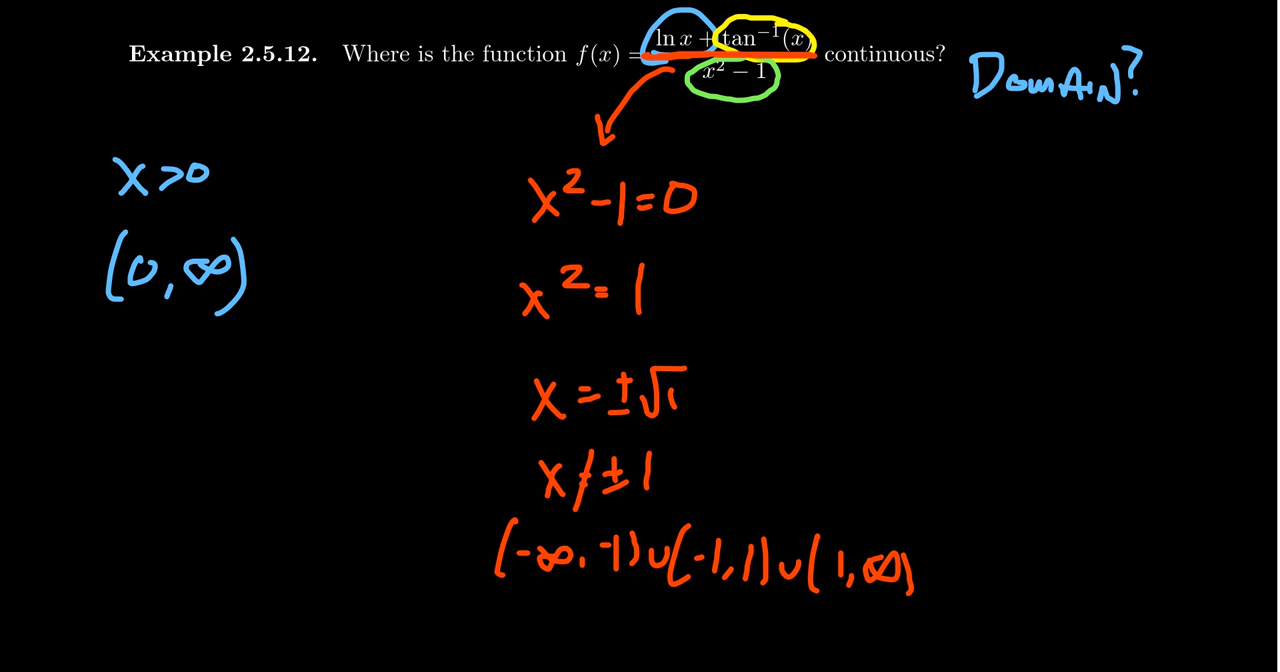 Example 2.5.12. Where is the function f(x) = (ln x + tan⁻¹(x))/(x² − 1) continuous?
DOMAIN?
x > 0
(0, ∞)
x² - 1 = 0
x² = 1
x = ±√1
x ≠ ±1
(-∞, -1) ∪ (-1, 1) ∪ (1, ∞)